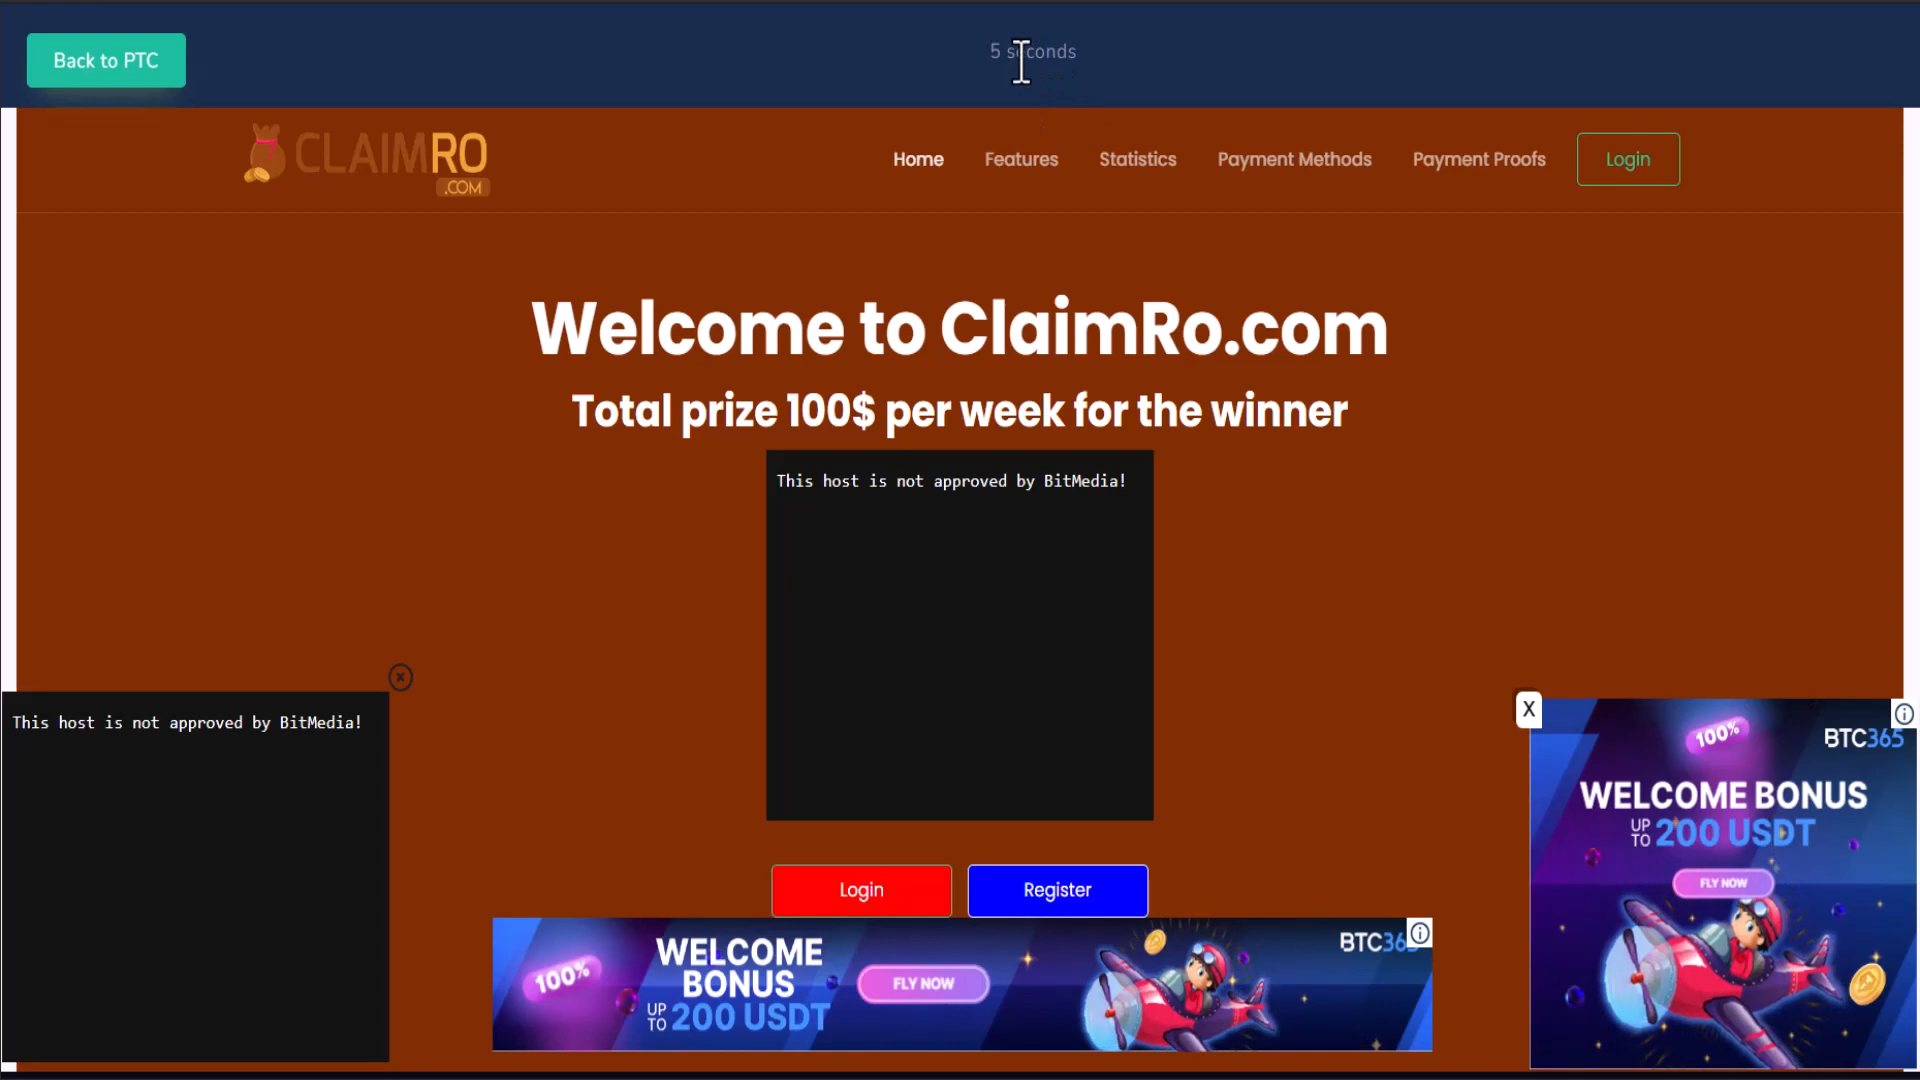 Back to PTC
5 seconds
CLAIMRO
.COM
Home
Features
Statistics
Payment Methods
Payment Proofs
Login
Welcome to ClaimRo.com
Total prize 100$ per week for the winner
This host is not approved by BitMedia!
x
This host is not approved by BitMedia!
X
100%
BTC365
WELCOME BONUS
UP TO 200 USDT
FLY NOW
Login
Register
100%
WELCOME
BONUS
UP TO 200 USDT
FLY NOW
BTC36